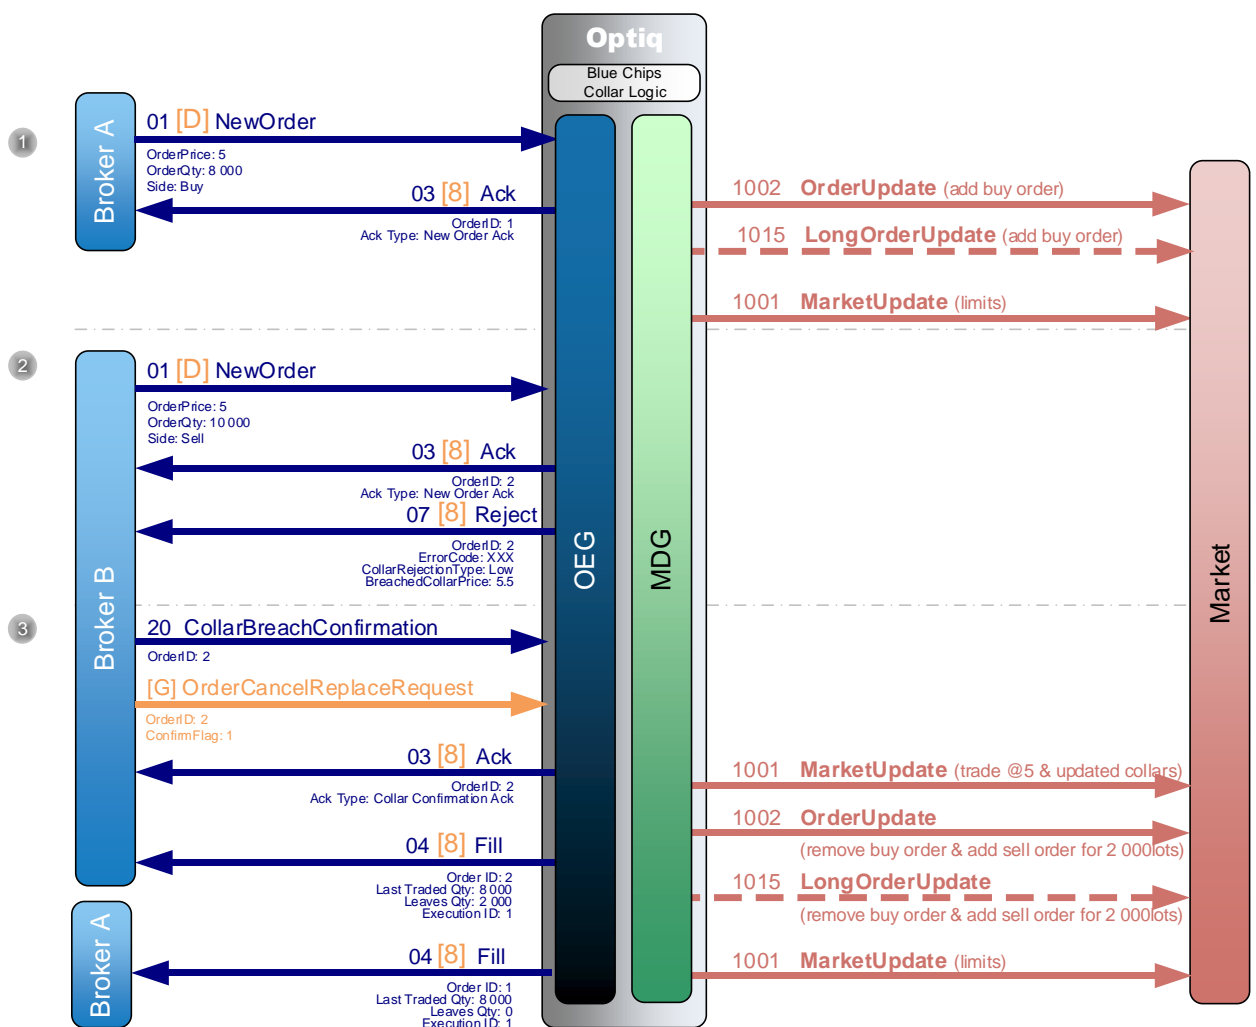 Optiq
Blue Chips
Collar Logic
1
Broker A
01 [D] NewOrder
OrderPrice: 5
OrderQty: 8 000
Side: Buy
03 [8] Ack
OrderID: 1
Ack Type: New Order Ack
1002 OrderUpdate (add buy order)
1015 LongOrderUpdate (add buy order)
1001 MarketUpdate (limits)
2
Broker B
01 [D] NewOrder
OrderPrice: 5
OrderQty: 10 000
Side: Sell
03 [8] Ack
OrderID: 2
Ack Type: New Order Ack
07 [8] Reject
OrderID: 2
ErrorCode: XXX
CollarRejectionType: Low
BreachedCollarPrice: 5.5
OEG
MDG
Market
3
20 CollarBreachConfirmation
OrderID: 2
[G] OrderCancelReplaceRequest
OrderID: 2
ConfirmFlag: 1
03 [8] Ack
OrderID: 2
Ack Type: Collar Confirmation Ack
1001 MarketUpdate (trade @5 & updated collars)
1002 OrderUpdate
(remove buy order & add sell order for 2 000lots)
04 [8] Fill
Order ID: 2
Last Traded Qty: 8 000
Leaves Qty: 2 000
Execution ID: 1
1015 LongOrderUpdate
(remove buy order & add sell order for 2 000lots)
Broker A
04 [8] Fill
Order ID: 1
Last Traded Qty: 8 000
Leaves Qty: 0
Execution ID: 1
1001 MarketUpdate (limits)